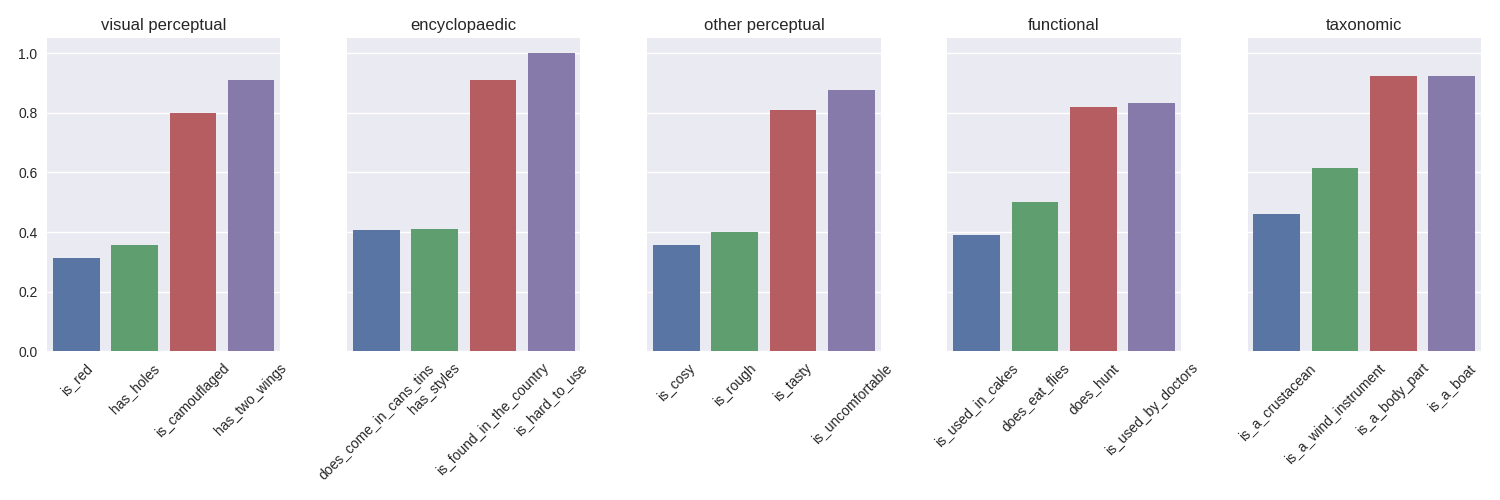 visual perceptual
encyclopaedic
other perceptual
functional
taxonomic
1.0
0.8
0.6
0.4
0.2
0.0
is_red
has_holes
is_camouflaged
has_two_wings
does_come_in_cans_tins
has_styles
is_found_in_the_country
is_hard_to_use
is_cosy
is_rough
is_tasty
is_uncomfortable
is_used_in_cakes
does_eat_flies
does_hunt
is_used_by_doctors
is_a_crustacean
is_a_wind_instrument
is_a_body_part
is_a_boat